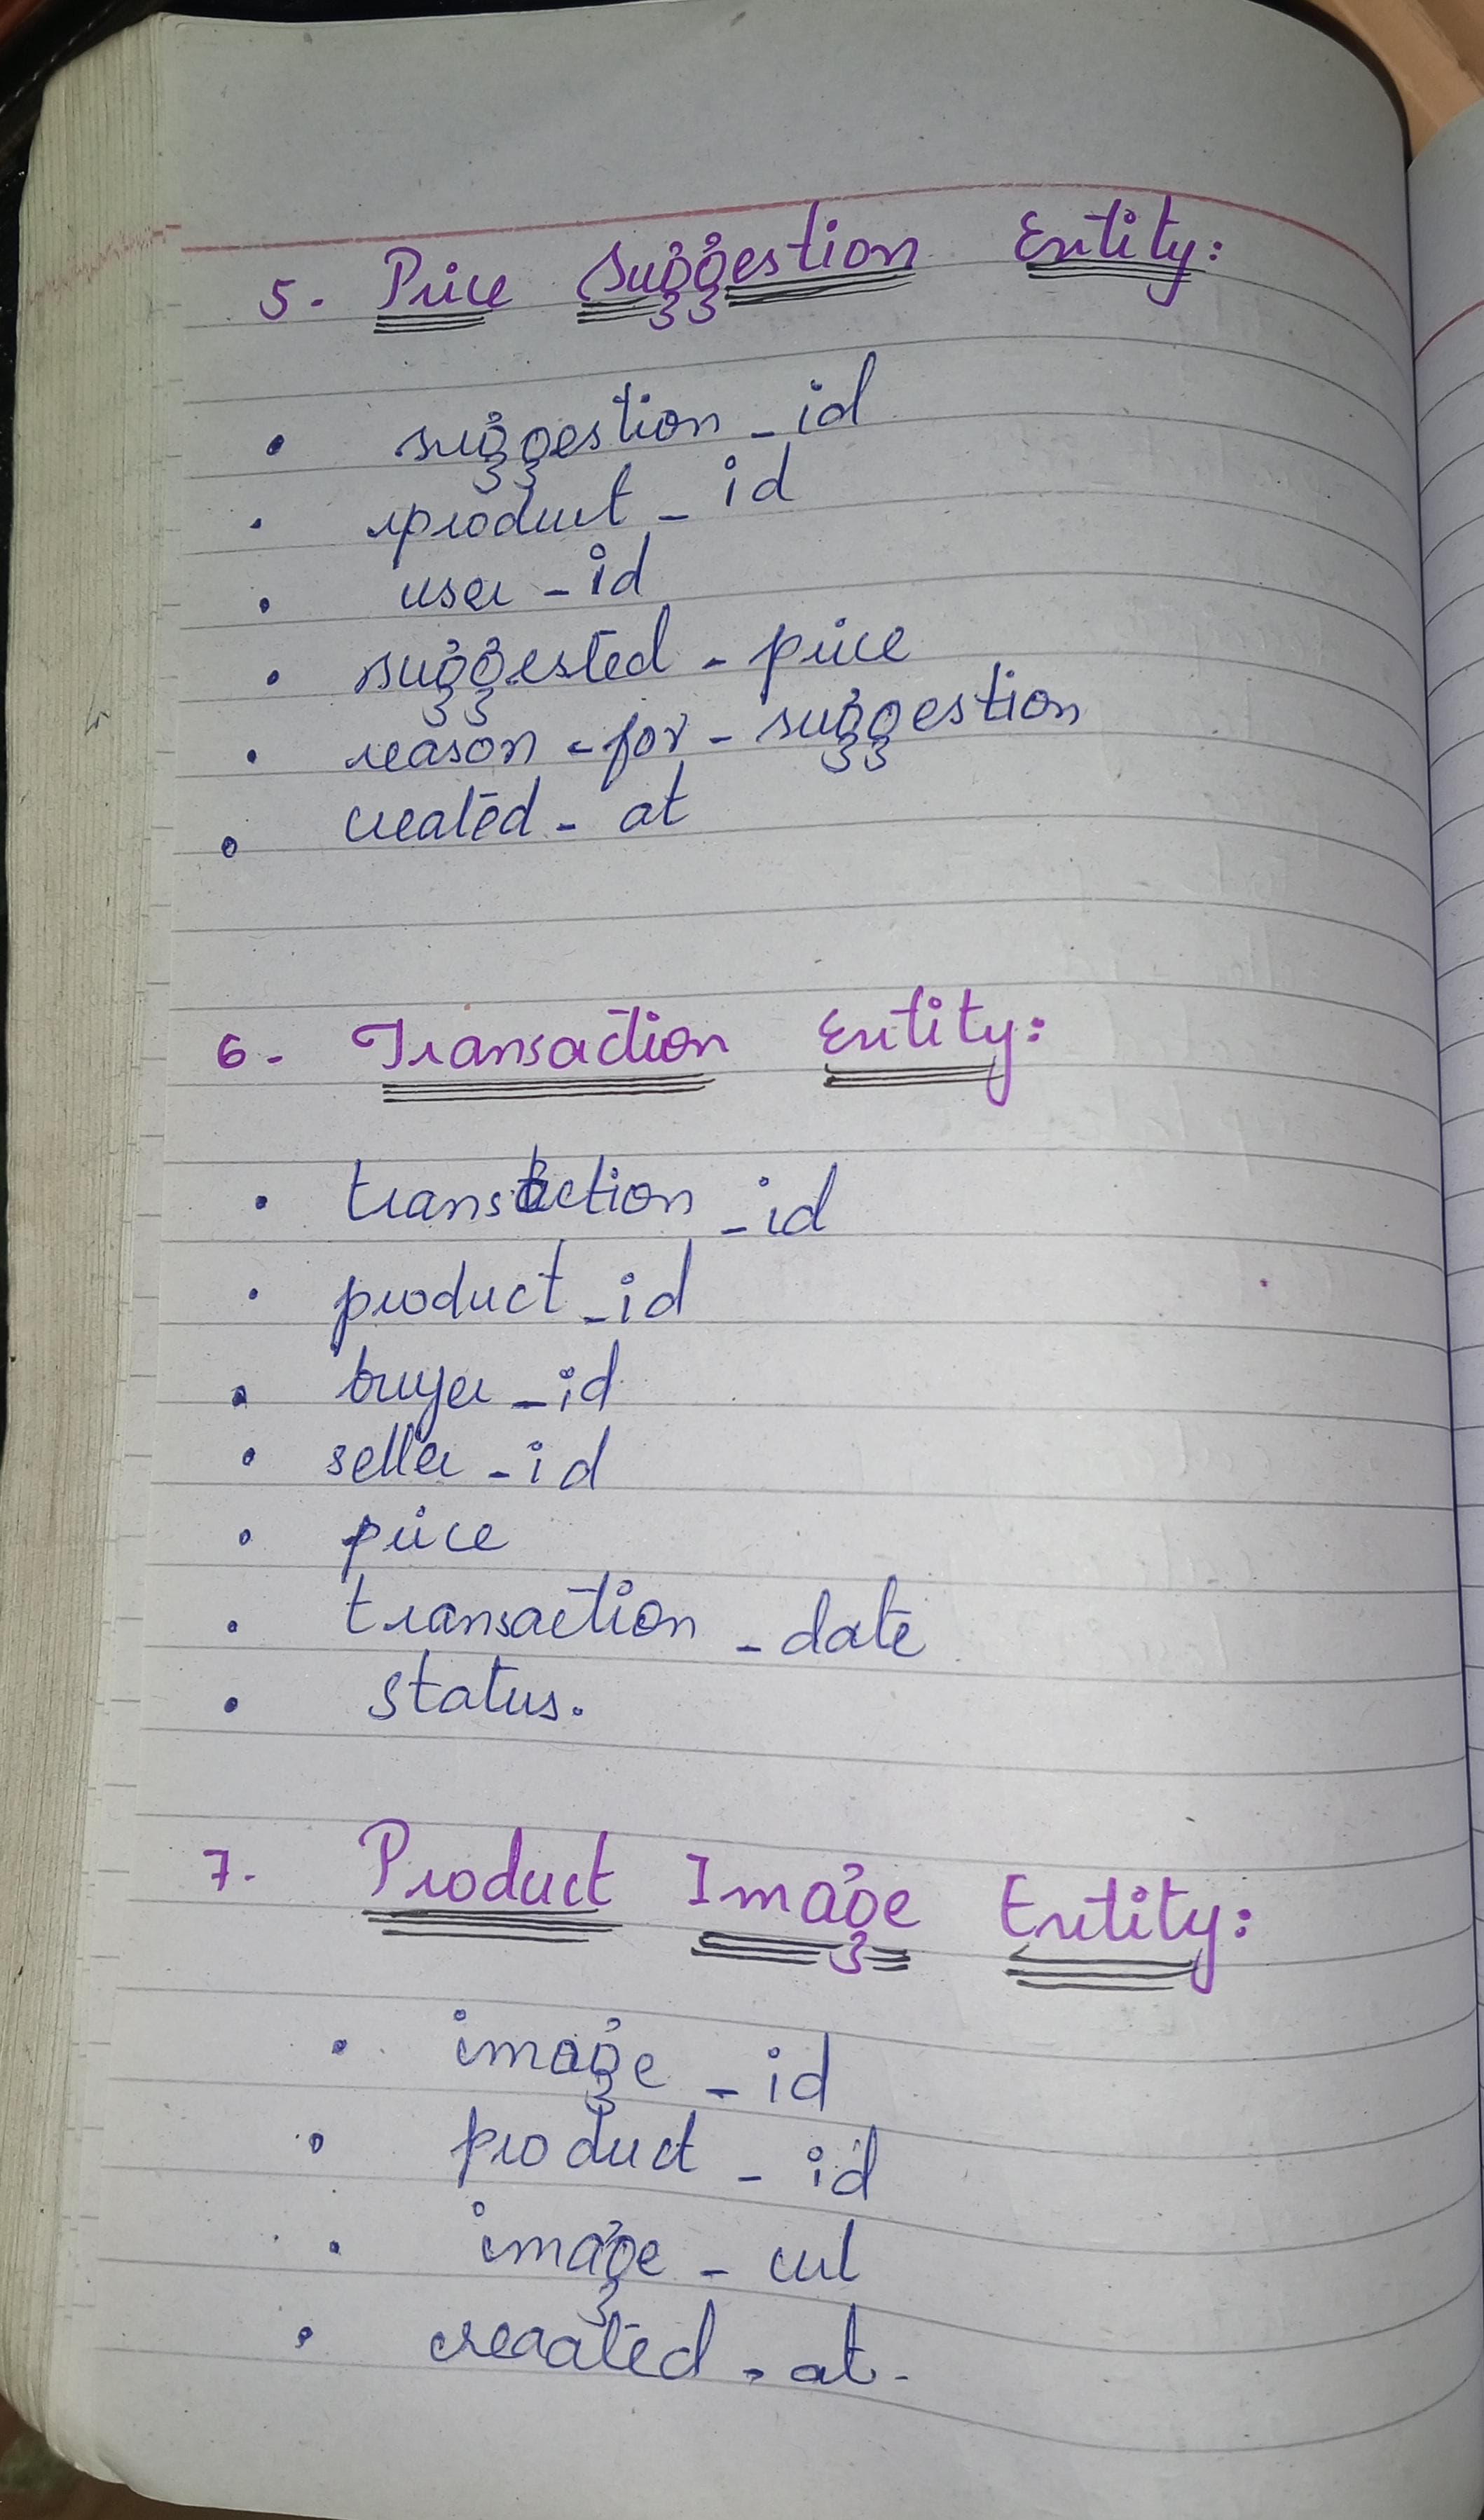 5. Price Suggestion Entity:
• suggestion_id
• product_id
• user_id
• suggested_price
• reason_for_suggestion
• created_at
6. Transaction Entity:
• transaction_id
• product_id
• buyer_id
• seller_id
• price
• transaction_date
• status.
7. Product Image Entity:
• image_id
• product_id
• image_url
• creaated_at.